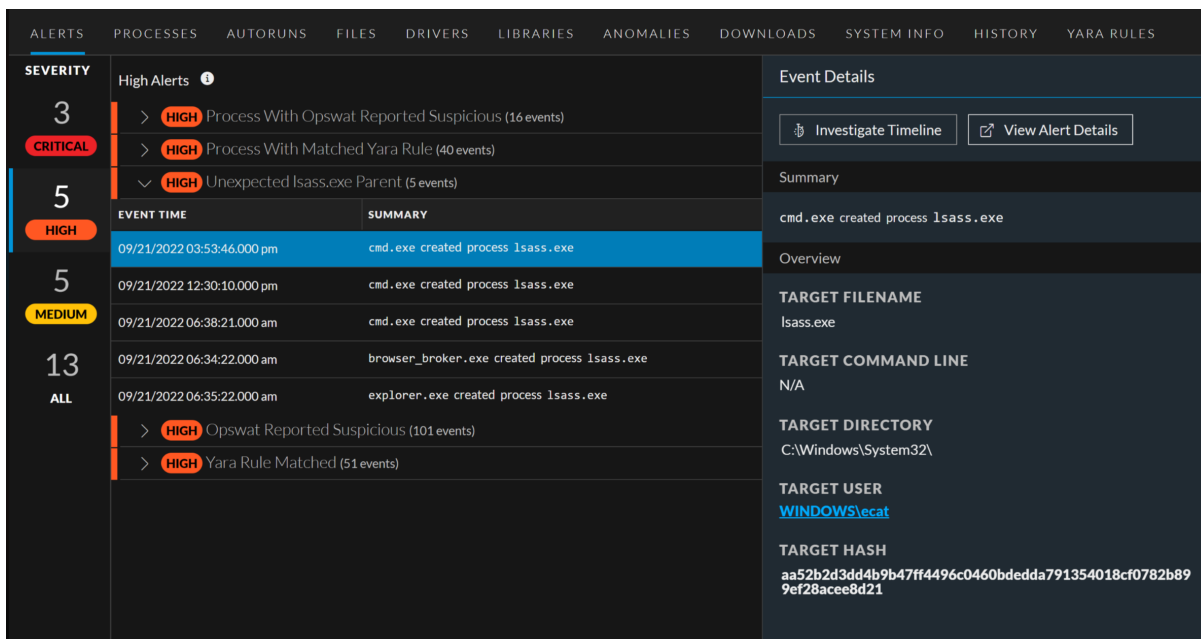 ALERTS PROCESSES AUTORUNS FILES DRIVERS LIBRARIES ANOMALIES DOWNLOADS SYSTEM INFO HISTORY YARA RULES
SEVERITY
3
CRITICAL
5
HIGH
5
MEDIUM
13
ALL
High Alerts
HIGH Process With Opswat Reported Suspicious (16 events)
HIGH Process With Matched Yara Rule (40 events)
HIGH Unexpected lsass.exe Parent (5 events)
EVENT TIME SUMMARY
09/21/2022 03:53:46.000 pm cmd.exe created process lsass.exe
09/21/2022 12:30:10.000 pm cmd.exe created process lsass.exe
09/21/2022 06:38:21.000 am cmd.exe created process lsass.exe
09/21/2022 06:34:22.000 am browser_broker.exe created process lsass.exe
09/21/2022 06:35:22.000 am explorer.exe created process lsass.exe
HIGH Opswat Reported Suspicious (101 events)
HIGH Yara Rule Matched (51 events)
Event Details
Investigate Timeline View Alert Details
Summary
cmd.exe created process lsass.exe
Overview
TARGET FILENAME
lsass.exe
TARGET COMMAND LINE
N/A
TARGET DIRECTORY
C:\Windows\System32\
TARGET USER
WINDOWS\ecat
TARGET HASH
aa52b2d3dd4b9b47ff4496c0460bdedda791354018cf0782b89
9ef28acee8d21